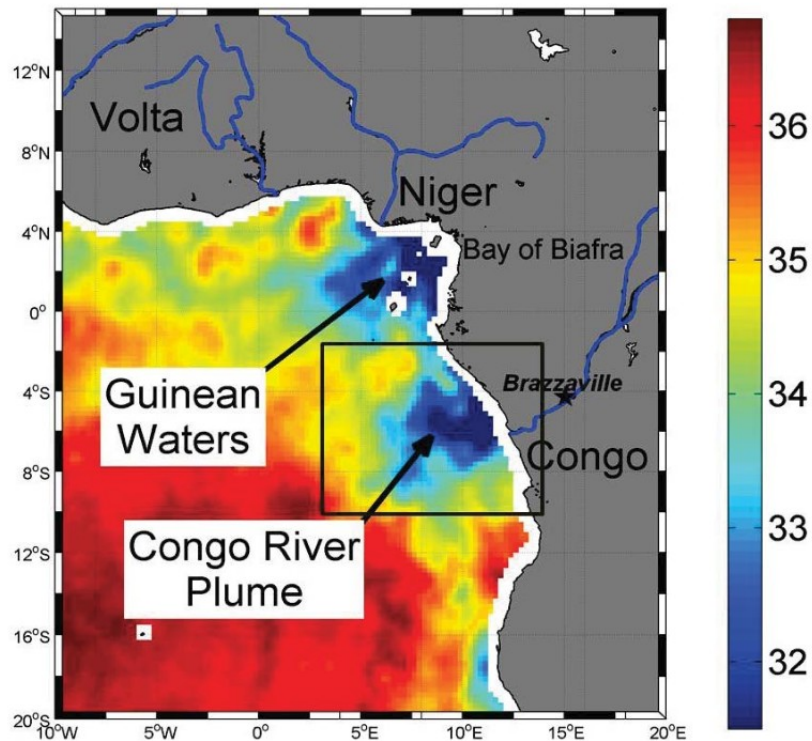 12°N
8°N
4°N
0°
4°S
8°S
12°S
16°S
20°S
10°W
5°W
0°
5°E
10°E
15°E
20°E
Volta
Niger
Bay of Biafra
Guinean
Waters
Brazzaville
Congo
Congo River
Plume
36
35
34
33
32